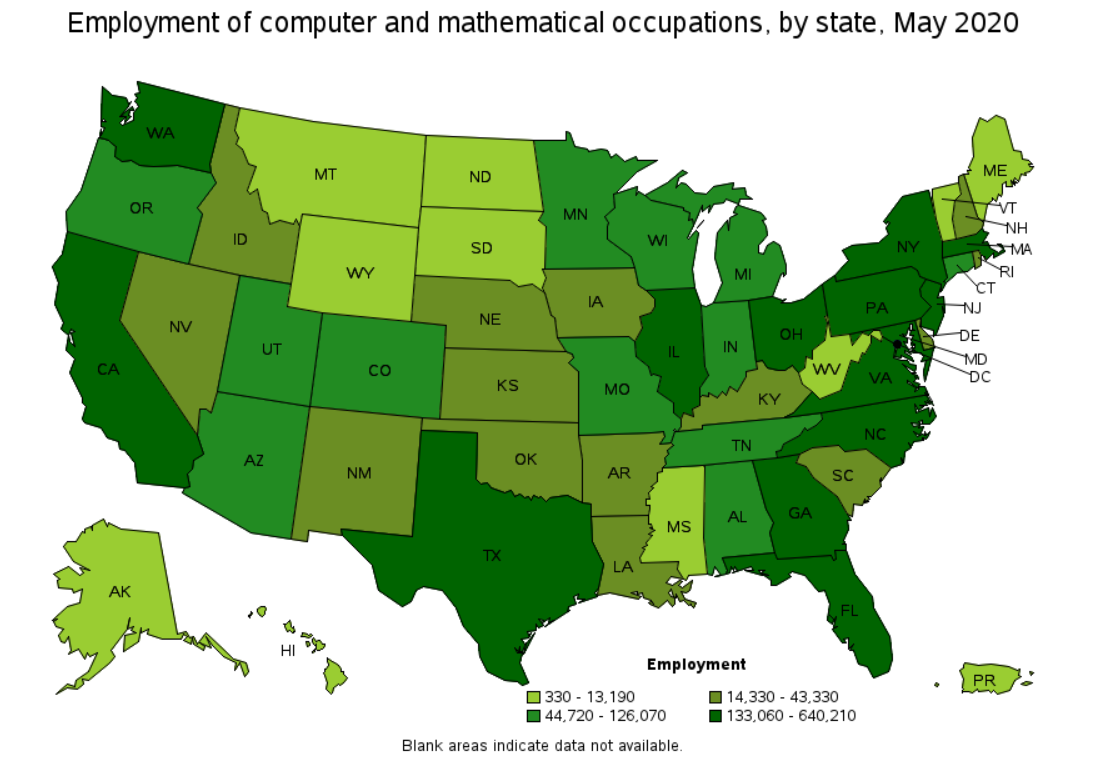 Employment of computer and mathematical occupations, by state, May 2020
WA
MT
ND
ME
OR
MN
VT
ID
SD
WI
NH
NY
MA
WY
MI
RI
CT
IA
PA
NJ
NV
NE
OH
DE
UT
IL
IN
MD
CA
CO
WV
DC
KS
VA
MO
KY
NC
AZ
TN
NM
OK
AR
SC
MS
AL
GA
TX
LA
AK
FL
HI
PR
Employment
330 - 13,190 14,330 - 43,330
44,720 - 126,070 133,060 - 640,210
Blank areas indicate data not available.